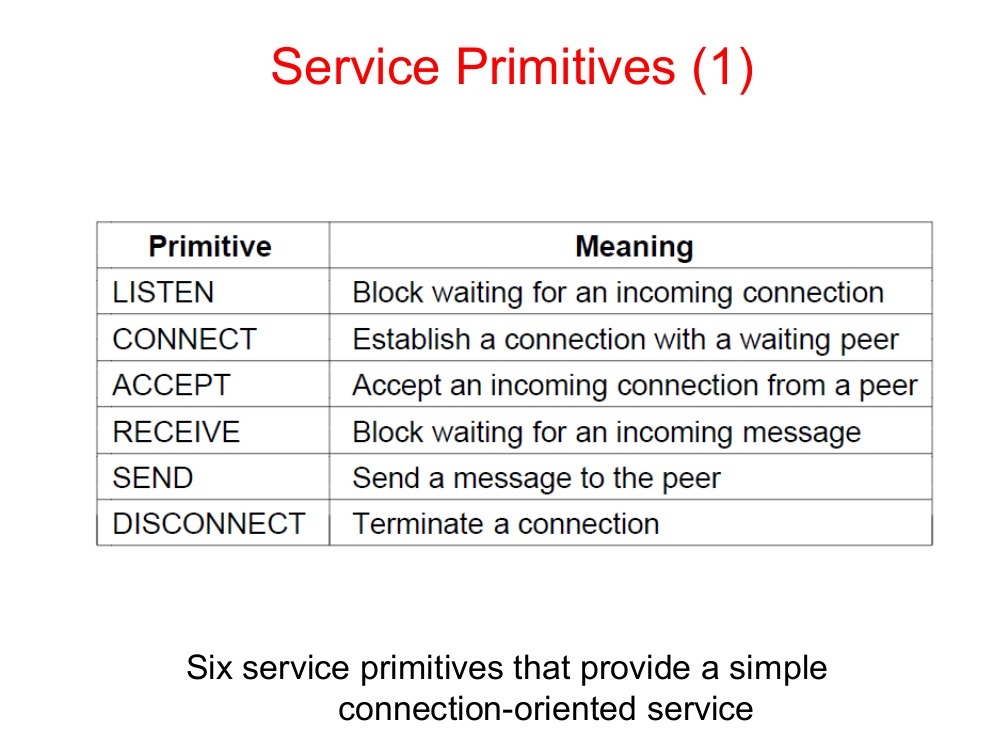 Service Primitives (1)
Primitive Meaning
LISTEN Block waiting for an incoming connection
CONNECT Establish a connection with a waiting peer
ACCEPT Accept an incoming connection from a peer
RECEIVE Block waiting for an incoming message
SEND Send a message to the peer
DISCONNECT Terminate a connection
Six service primitives that provide a simple
connection-oriented service